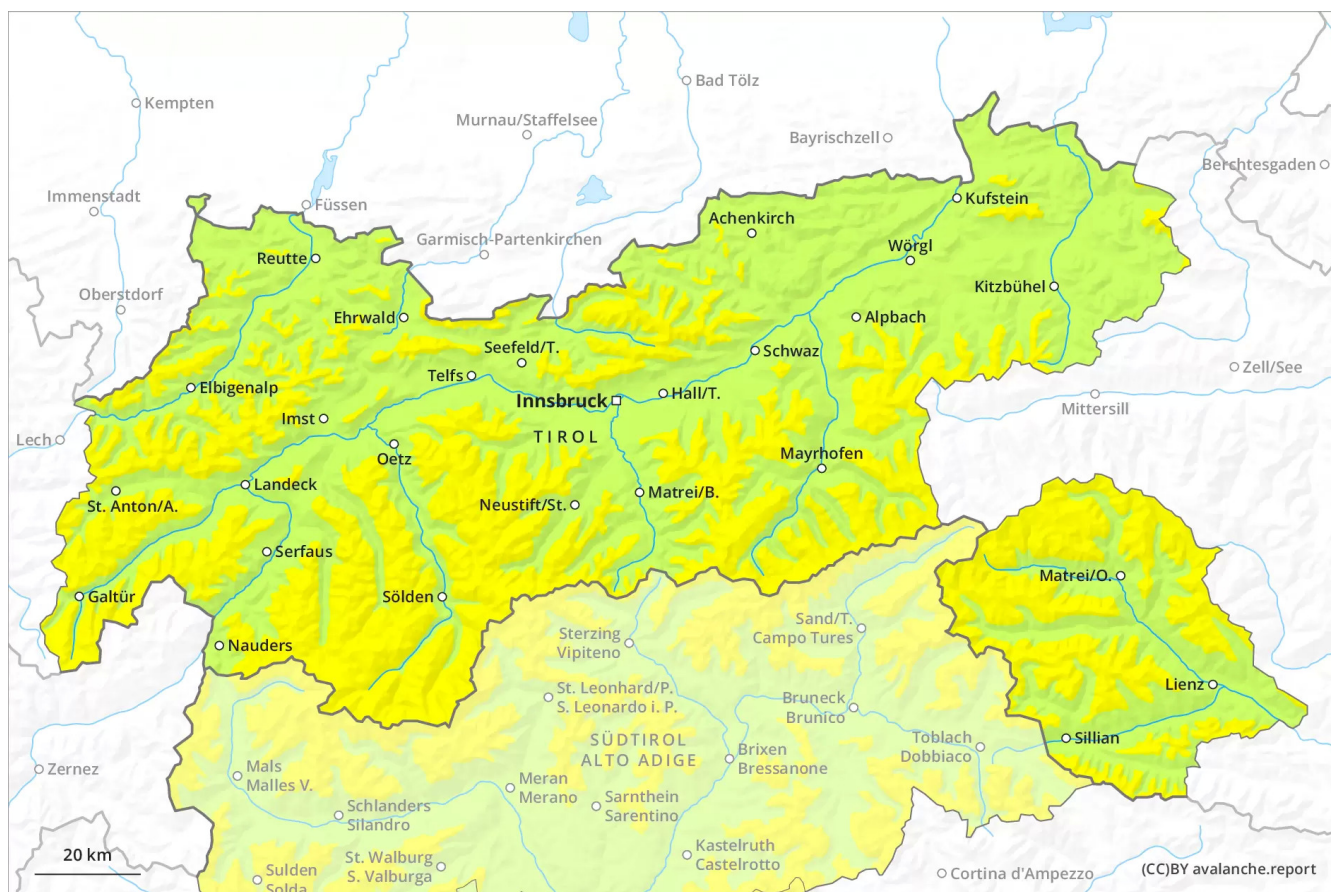 Kempten
Bad Tölz
Murnau/Staffelsee
Bayrischzell
Berchtesgaden
Immenstadt
Füssen
Kufstein
Achenkirch
Garmisch-Partenkirchen
Wörgl
Reutte
Oberstdorf
Kitzbühel
Ehrwald
Alpbach
Seefeld/T.
Schwaz
Zell/See
Telfs
Elbigenalp
Hall/T.
Innsbruck
Mittersill
Imst
Lech
TIROL
Oetz
Mayrhofen
Landeck
St. Anton/A.
Matrei/B.
Neustift/St.
Serfaus
Matrei/O.
Galtür
Sölden
Sand/T.
Campo Tures
Sterzing
Vipiteno
Nauders
Lienz
St. Leonhard/P.
S. Leonardo i. P.
Bruneck
Brunico
SÜDTIROL
ALTO ADIGE
Toblach
Dobbiaco
Sillian
Brixen
Bressanone
Zernez
Mals
Malles V.
Meran
Merano
Schlanders
Silandro
Sarnthein
Sarentino
Kastelruth
Castelrotto
20 km
St. Walburg
S. Valburga
Sulden
Solda
Cortina d'Ampezzo
(CC)BY avalanche.report